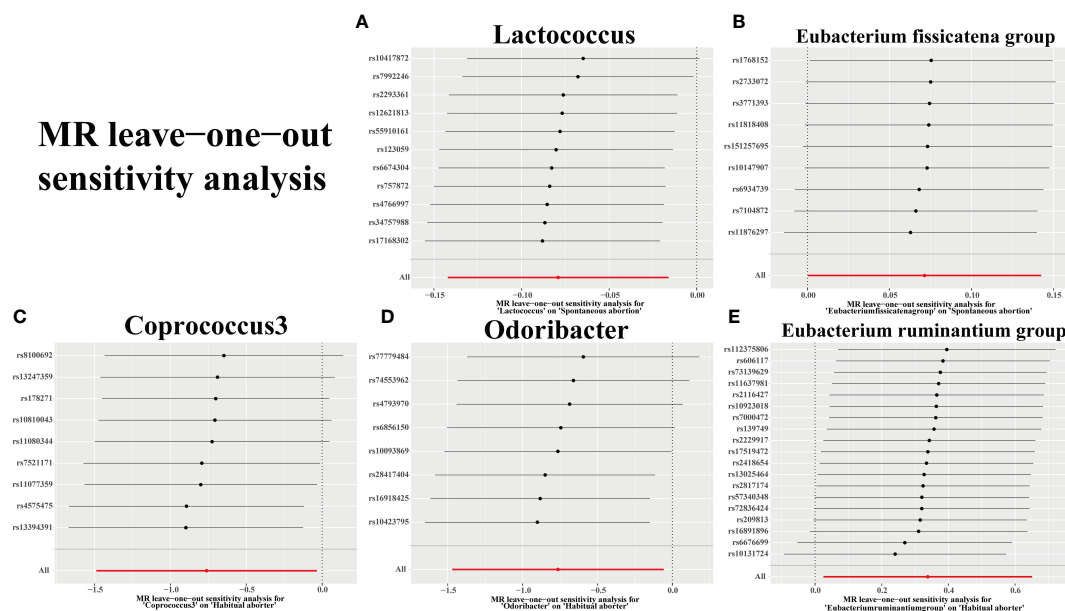 MR leave−one−out
sensitivity analysis
A
Lactococcus
rs10417872
rs7992246
rs2293361
rs12621813
rs55910161
rs123059
rs6674304
rs757872
rs4766997
rs34757988
rs17168302
All
−0.15
−0.10
−0.05
0.00
MR leave−one−out sensitivity analysis for
'Lactococcus' on 'Spontaneous abortion'
B
Eubacterium fissicatena group
rs1768152
rs2733072
rs3771393
rs11818408
rs151257695
rs10147907
rs6934739
rs7104872
rs11876297
All
0.00
0.05
0.10
0.15
MR leave−one−out sensitivity analysis for
'Eubacteriumfissicatenagroup' on 'Spontaneous abortion'
C
Coprococcus3
rs8100692
rs13247359
rs178271
rs10810043
rs11080344
rs7521171
rs11077359
rs4575475
rs13394391
All
−1.5
−1.0
−0.5
0.0
MR leave−one−out sensitivity analysis for
'Coprococcus3' on 'Habitual aborter'
D
Odoribacter
rs77779484
rs74553962
rs4793970
rs6856150
rs10093869
rs28417404
rs16918425
rs10423795
All
−1.5
−1.0
−0.5
0.0
MR leave−one−out sensitivity analysis for
'Odoribacter' on 'Habitual aborter'
E
Eubacterium ruminantium group
rs112375806
rs606117
rs73139629
rs11637981
rs2116427
rs10923018
rs7000472
rs139749
rs2229917
rs17519472
rs2418654
rs13025464
rs2817174
rs57340348
rs72836424
rs209813
rs16891896
rs6676699
rs10131724
All
0.0
0.2
0.4
0.6
MR leave−one−out sensitivity analysis for
'Eubacteriumruminantiumgroup' on 'Habitual aborter'